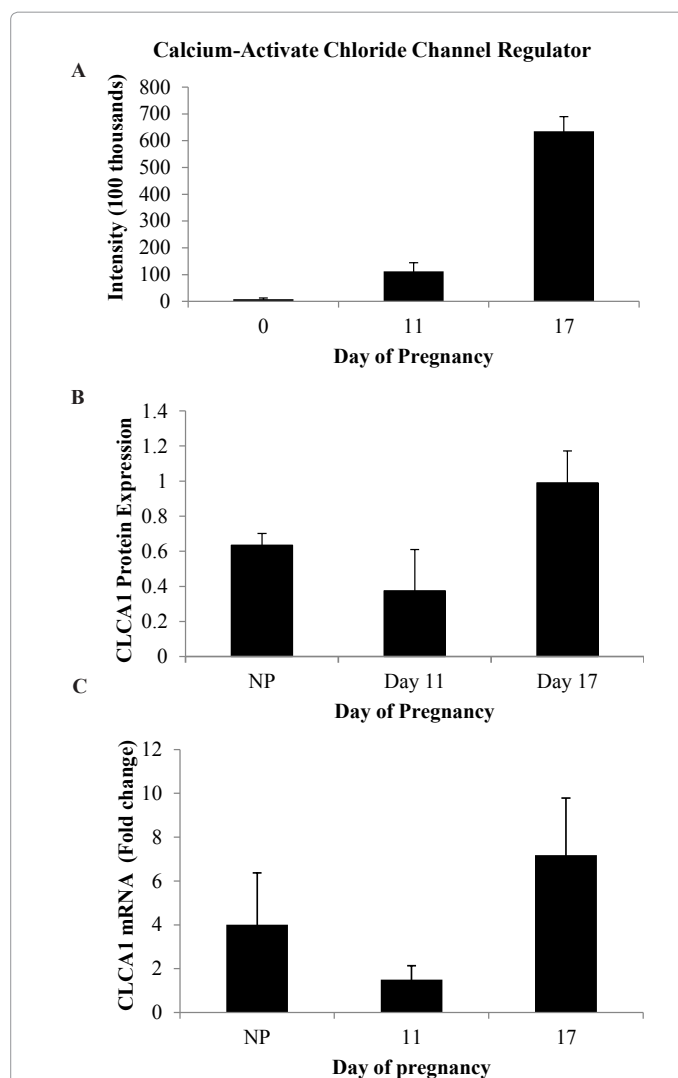 Calcium-Activate Chloride Channel Regulator
A
Intensity (100 thousands)
800
700
600
500
400
300
200
100
0
0 11 17
Day of Pregnancy
B
CLCA1 Protein Expression
1.4
1.2
1
0.8
0.6
0.4
0.2
0
NP Day 11 Day 17
Day of Pregnancy
C
CLCA1 mRNA (Fold change)
12
10
8
6
4
2
0
NP 11 17
Day of pregnancy